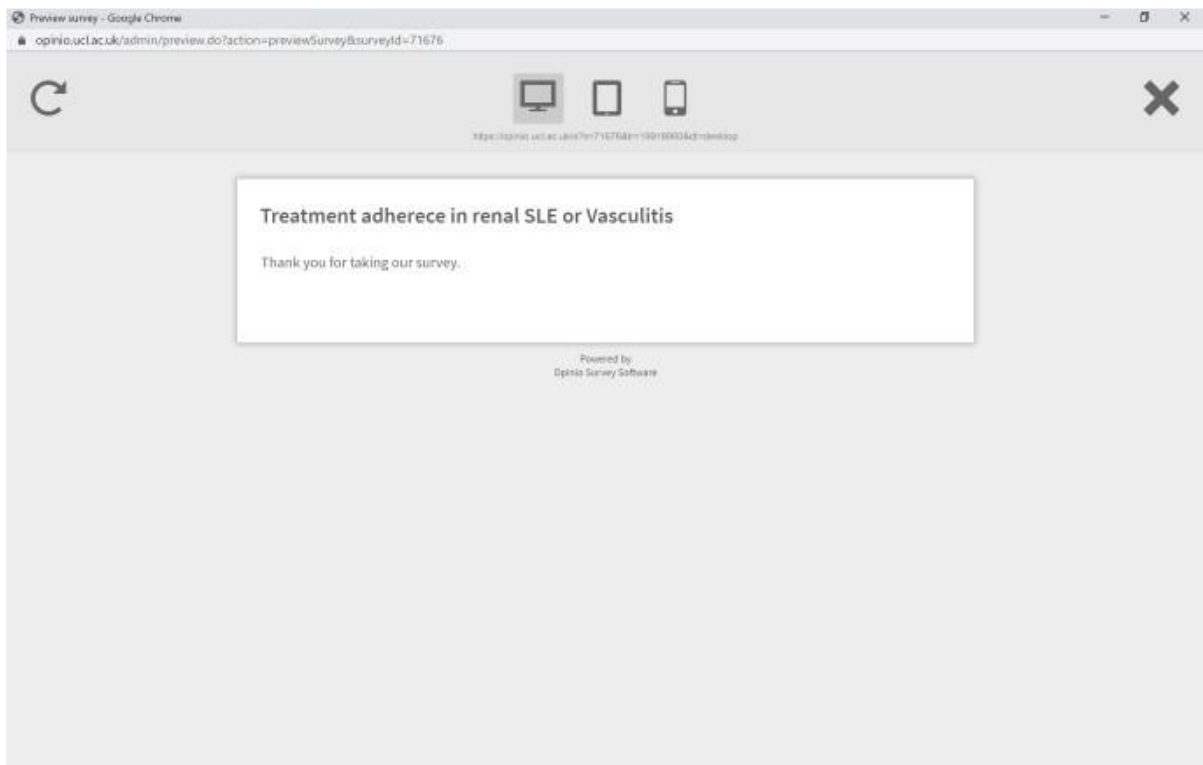 Preview survey - Google Chrome
opinio.ucl.ac.uk/admin/preview.do?action=previewSurvey&surveyId=71676
Treatment adherece in renal SLE or Vasculitis
Thank you for taking our survey.
Powered by
Opinio Survey Software